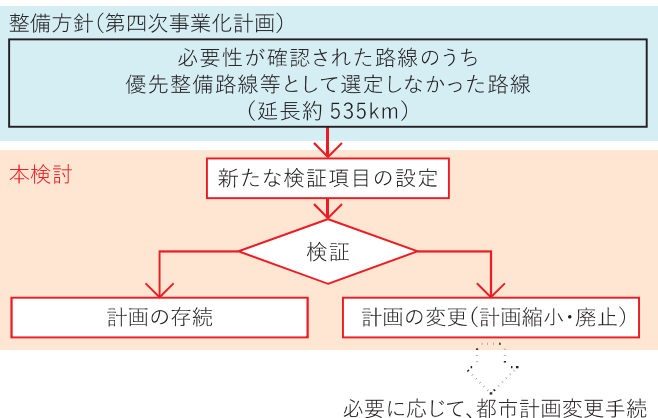 整備方針（第四次事業化計画）
必要性が確認された路線のうち
優先整備路線等として選定しなかった路線
（延長約 535km）
本検討
新たな検証項目の設定
検証
計画の存続
計画の変更（計画縮小・廃止）
必要に応じて、都市計画変更手続